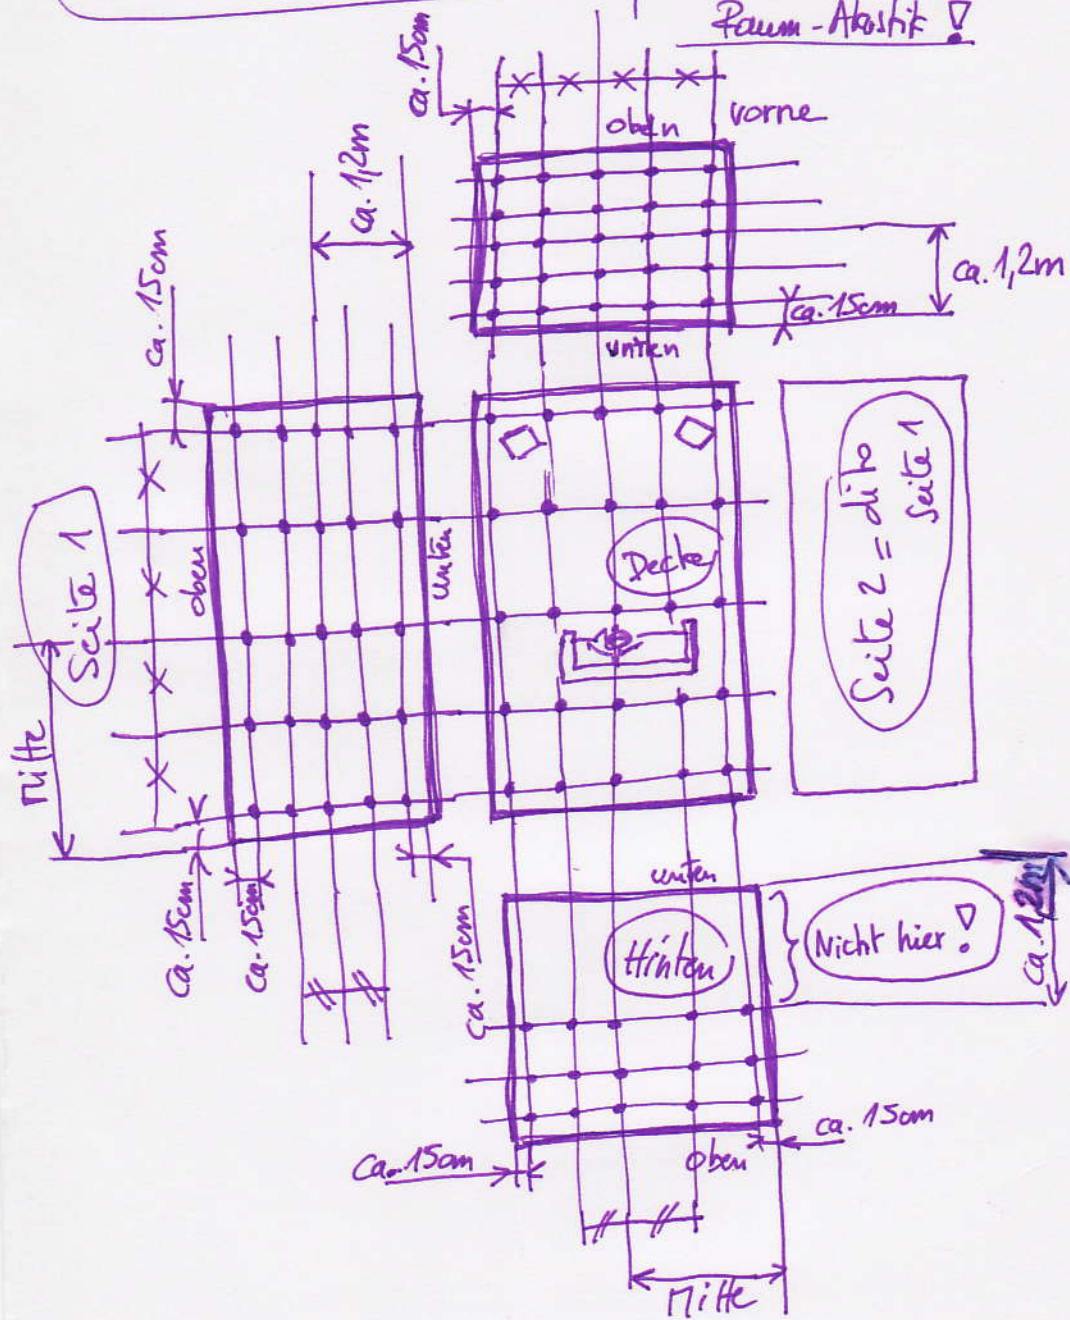 Raum-Akustik!
ca. 15cm
oben
vorne
ca. 1,2m
ca. 1,2m
ca. 15cm
unten
ca. 15cm
Seite 1
oben
unten
Decke
Seite 2 = dito
Seite 1
Mitte
ca. 15cm
ca. 15cm
ca. 15cm
unten
Hinten
Nicht hier!
ca. 1,2m
ca. 15cm
oben
ca. 15cm
Mitte